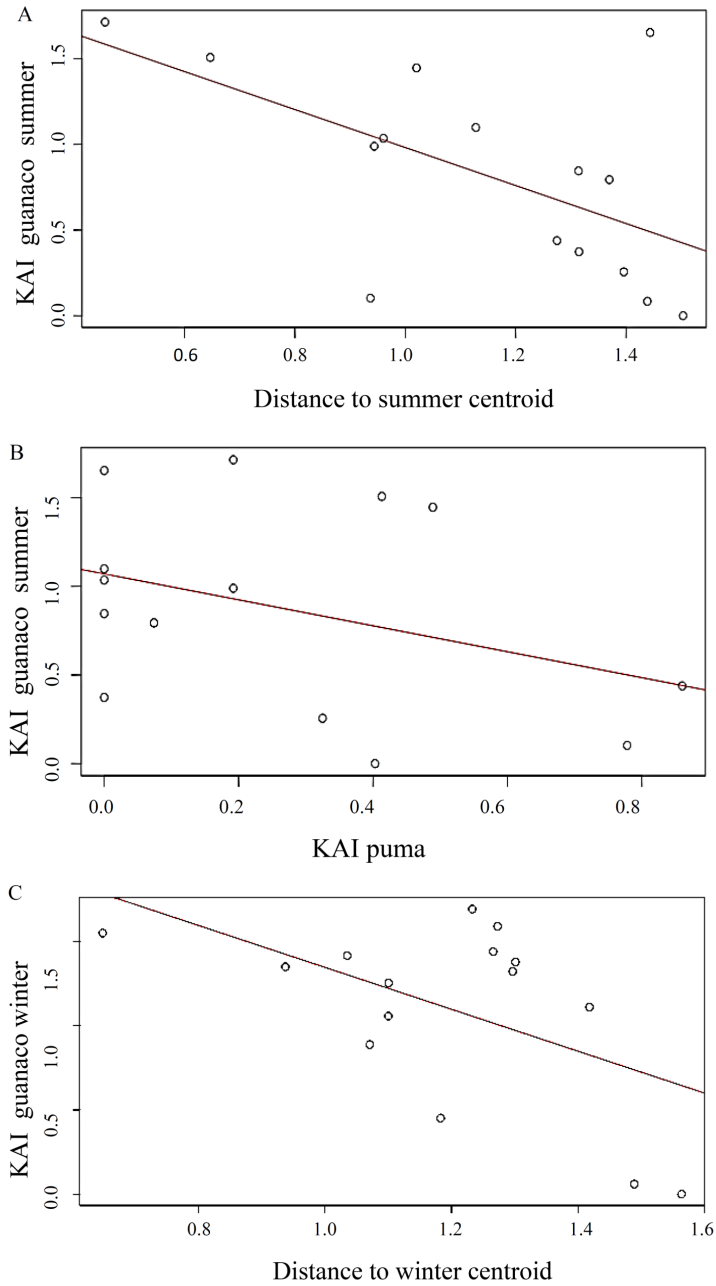 A
KAI guanaco summer
0.0 0.5 1.0 1.5
0.6 0.8 1.0 1.2 1.4
Distance to summer centroid
B
KAI guanaco summer
0.0 0.5 1.0 1.5
0.0 0.2 0.4 0.6 0.8
KAI puma
C
KAI guanaco winter
0.0 0.5 1.0 1.5
0.8 1.0 1.2 1.4 1.6
Distance to winter centroid